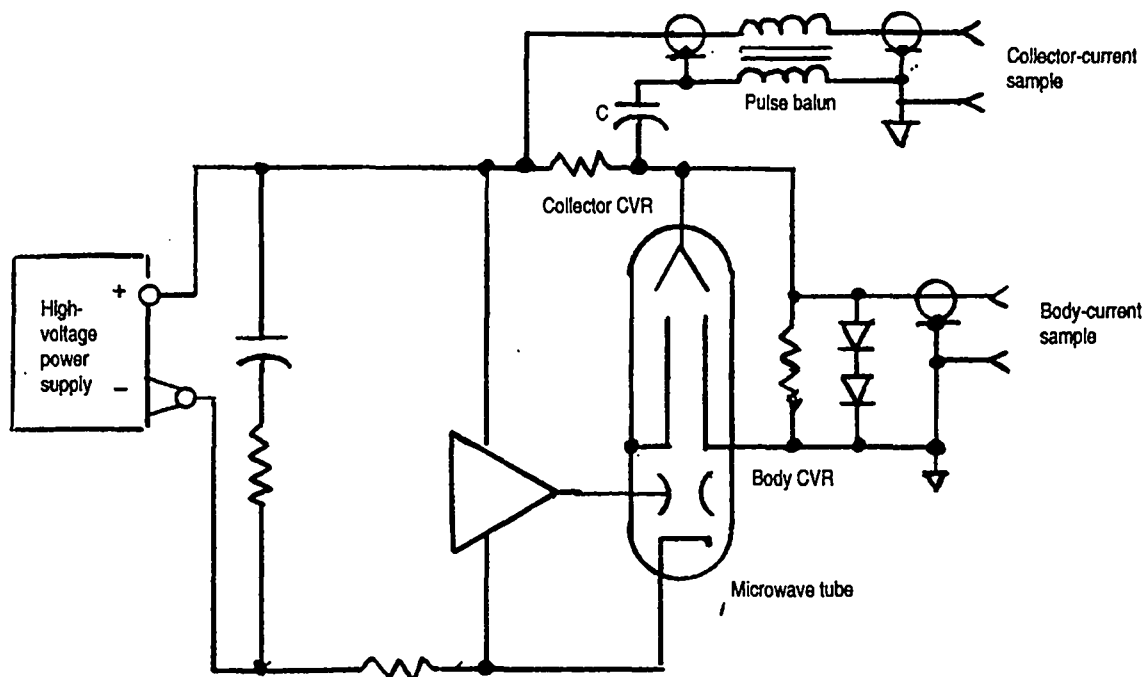 Collector-current
sample
Pulse balun
C
Collector CVR
High-
voltage
power
supply
+
−
Body-current
sample
Body CVR
Microwave tube